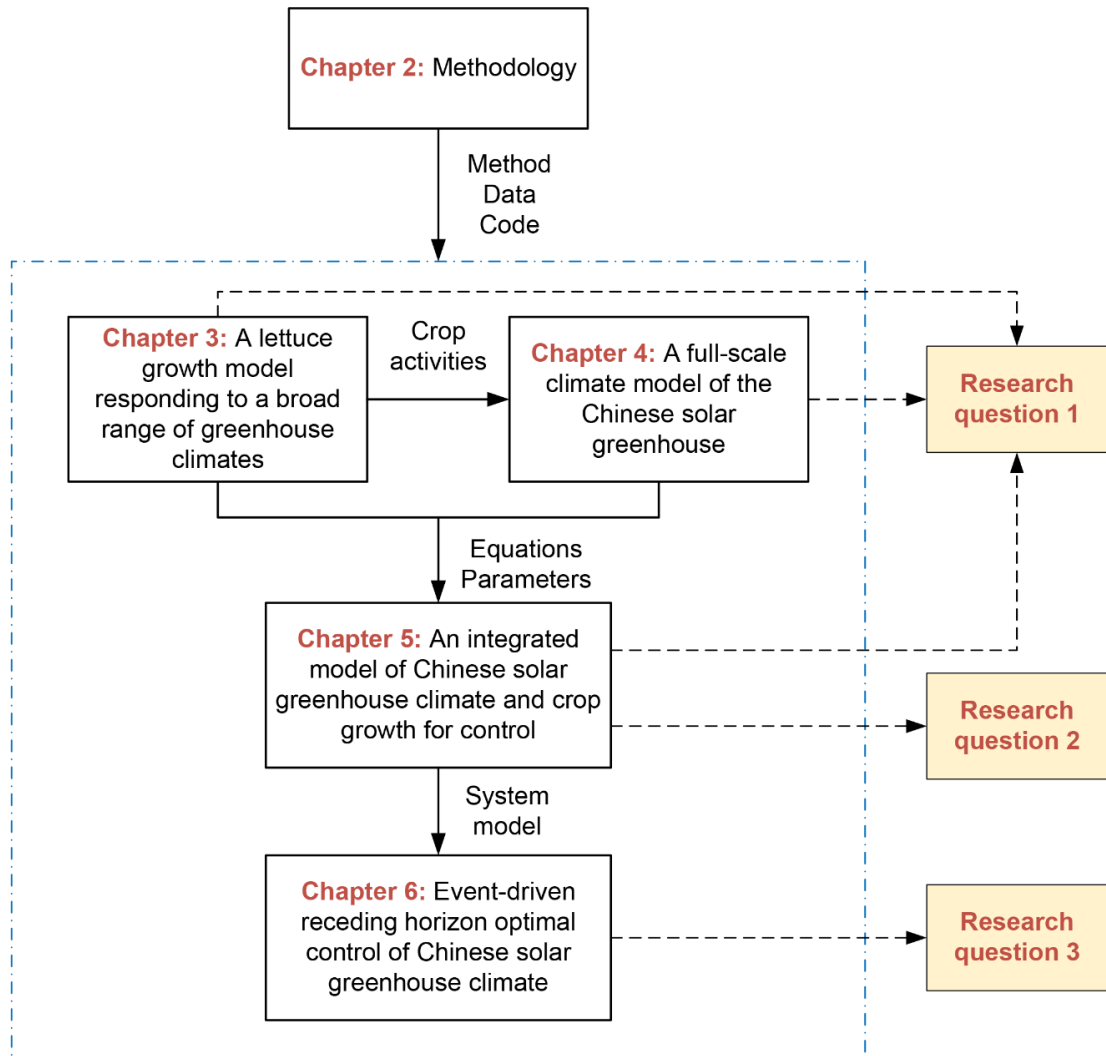 Chapter 2: Methodology
Method
Data
Code
Chapter 3: A lettuce
growth model
responding to a broad
range of greenhouse
climates
Crop
activities
Chapter 4: A full-scale
climate model of the
Chinese solar
greenhouse
Research
question 1
Equations
Parameters
Chapter 5: An integrated
model of Chinese solar
greenhouse climate and crop
growth for control
Research
question 2
System
model
Chapter 6: Event-driven
receding horizon optimal
control of Chinese solar
greenhouse climate
Research
question 3